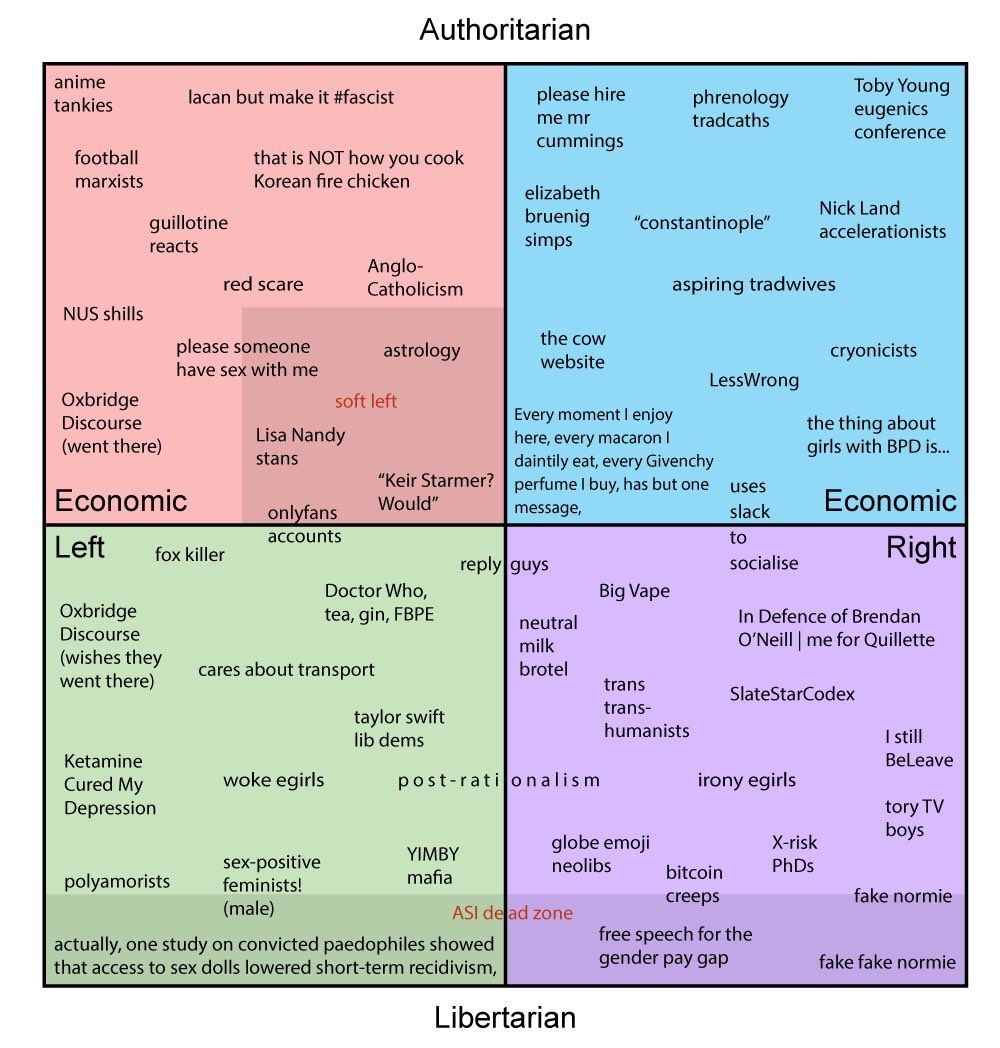 Authoritarian
anime
tankies
lacan but make it #fascist
please hire
me mr
cummings
phrenology
tradcaths
Toby Young
eugenics
conference
football
marxists
that is NOT how you cook
Korean fire chicken
elizabeth
bruenig
simps
“constantinople”
Nick Land
accelerationists
guillotine
reacts
red scare
Anglo-
Catholicism
aspiring tradwives
NUS shills
please someone
have sex with me
astrology
the cow
website
cryonicists
LessWrong
Oxbridge
Discourse
(went there)
soft left
Lisa Nandy
stans
Every moment I enjoy
here, every macaron I
daintily eat, every Givenchy
perfume I buy, has but one
message,
the thing about
girls with BPD is...
“Keir Starmer?
Would”
Economic
onlyfans
accounts
uses
slack
to
socialise
Economic
Left
fox killer
reply guys
Right
Doctor Who,
tea, gin, FBPE
Big Vape
Oxbridge
Discourse
(wishes they
went there)
neutral
milk
brotel
In Defence of Brendan
O’Neill | me for Quillette
cares about transport
trans
trans-
humanists
SlateStarCodex
taylor swift
lib dems
I still
BeLeave
Ketamine
Cured My
Depression
woke egirls
post-rationalism
irony egirls
tory TV
boys
polyamorists
sex-positive
feminists!
(male)
YIMBY
mafia
globe emoji
neolibs
X-risk
PhDs
bitcoin
creeps
fake normie
ASI dead zone
actually, one study on convicted paedophiles showed
that access to sex dolls lowered short-term recidivism,
free speech for the
gender pay gap
fake fake normie
Libertarian